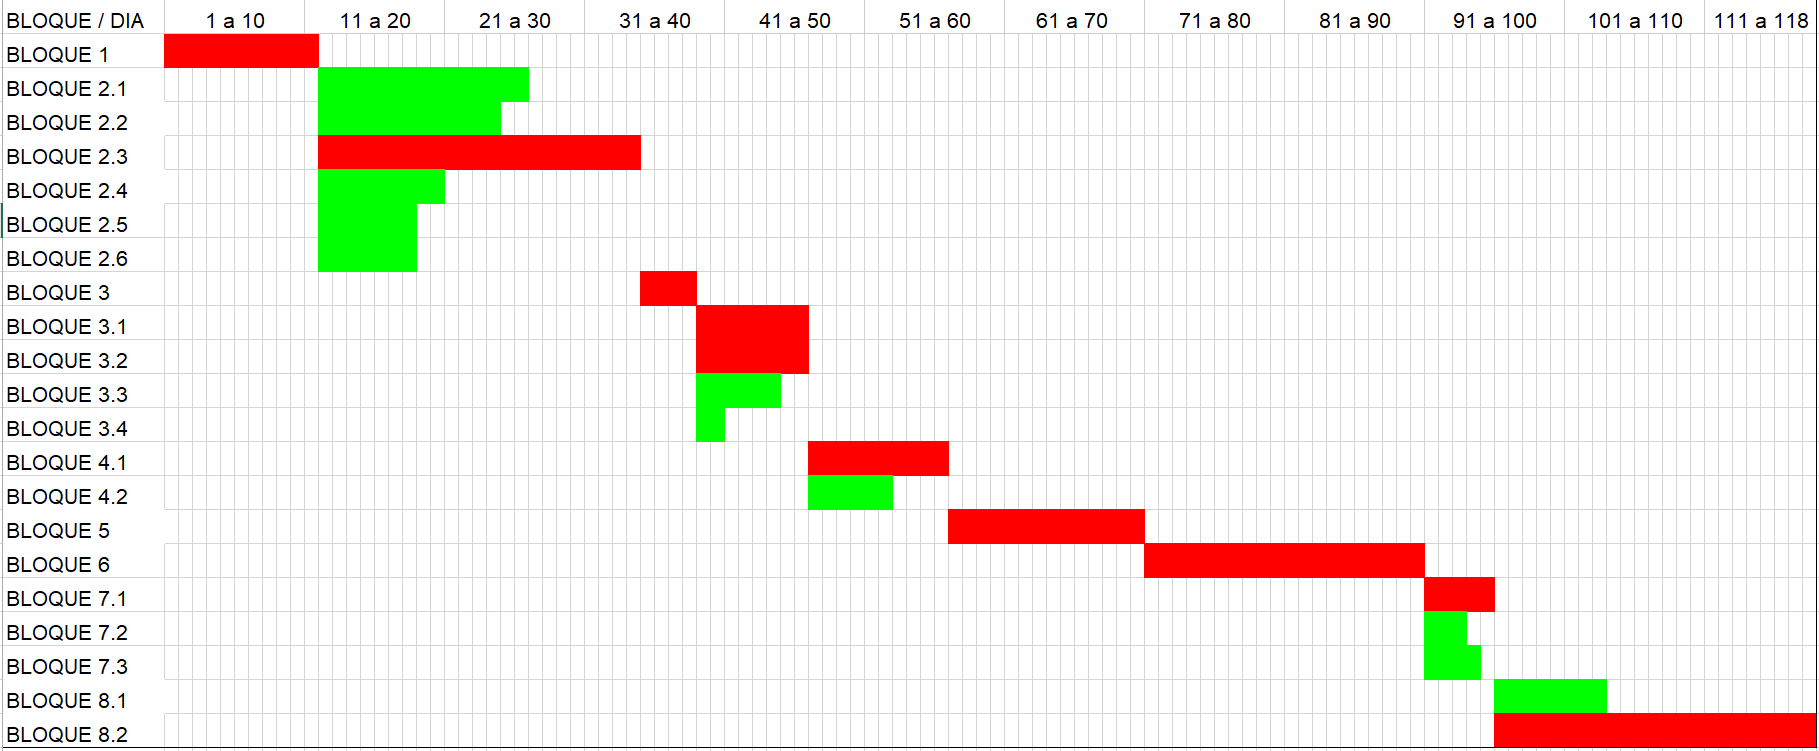 BLOQUE / DIA 1 a 10 11 a 20 21 a 30 31 a 40 41 a 50 51 a 60 61 a 70 71 a 80 81 a 90 91 a 100 101 a 110 111 a 118
BLOQUE 1
BLOQUE 2.1
BLOQUE 2.2
BLOQUE 2.3
BLOQUE 2.4
BLOQUE 2.5
BLOQUE 2.6
BLOQUE 3
BLOQUE 3.1
BLOQUE 3.2
BLOQUE 3.3
BLOQUE 3.4
BLOQUE 4.1
BLOQUE 4.2
BLOQUE 5
BLOQUE 6
BLOQUE 7.1
BLOQUE 7.2
BLOQUE 7.3
BLOQUE 8.1
BLOQUE 8.2